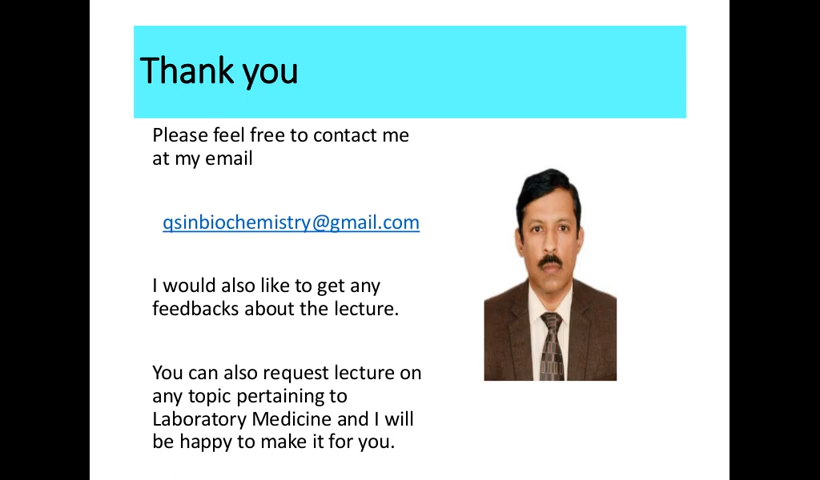 Thank you
Please feel free to contact me
at my email
qsinbiochemistry@gmail.com
I would also like to get any
feedbacks about the lecture.
You can also request lecture on
any topic pertaining to
Laboratory Medicine and I will
be happy to make it for you.